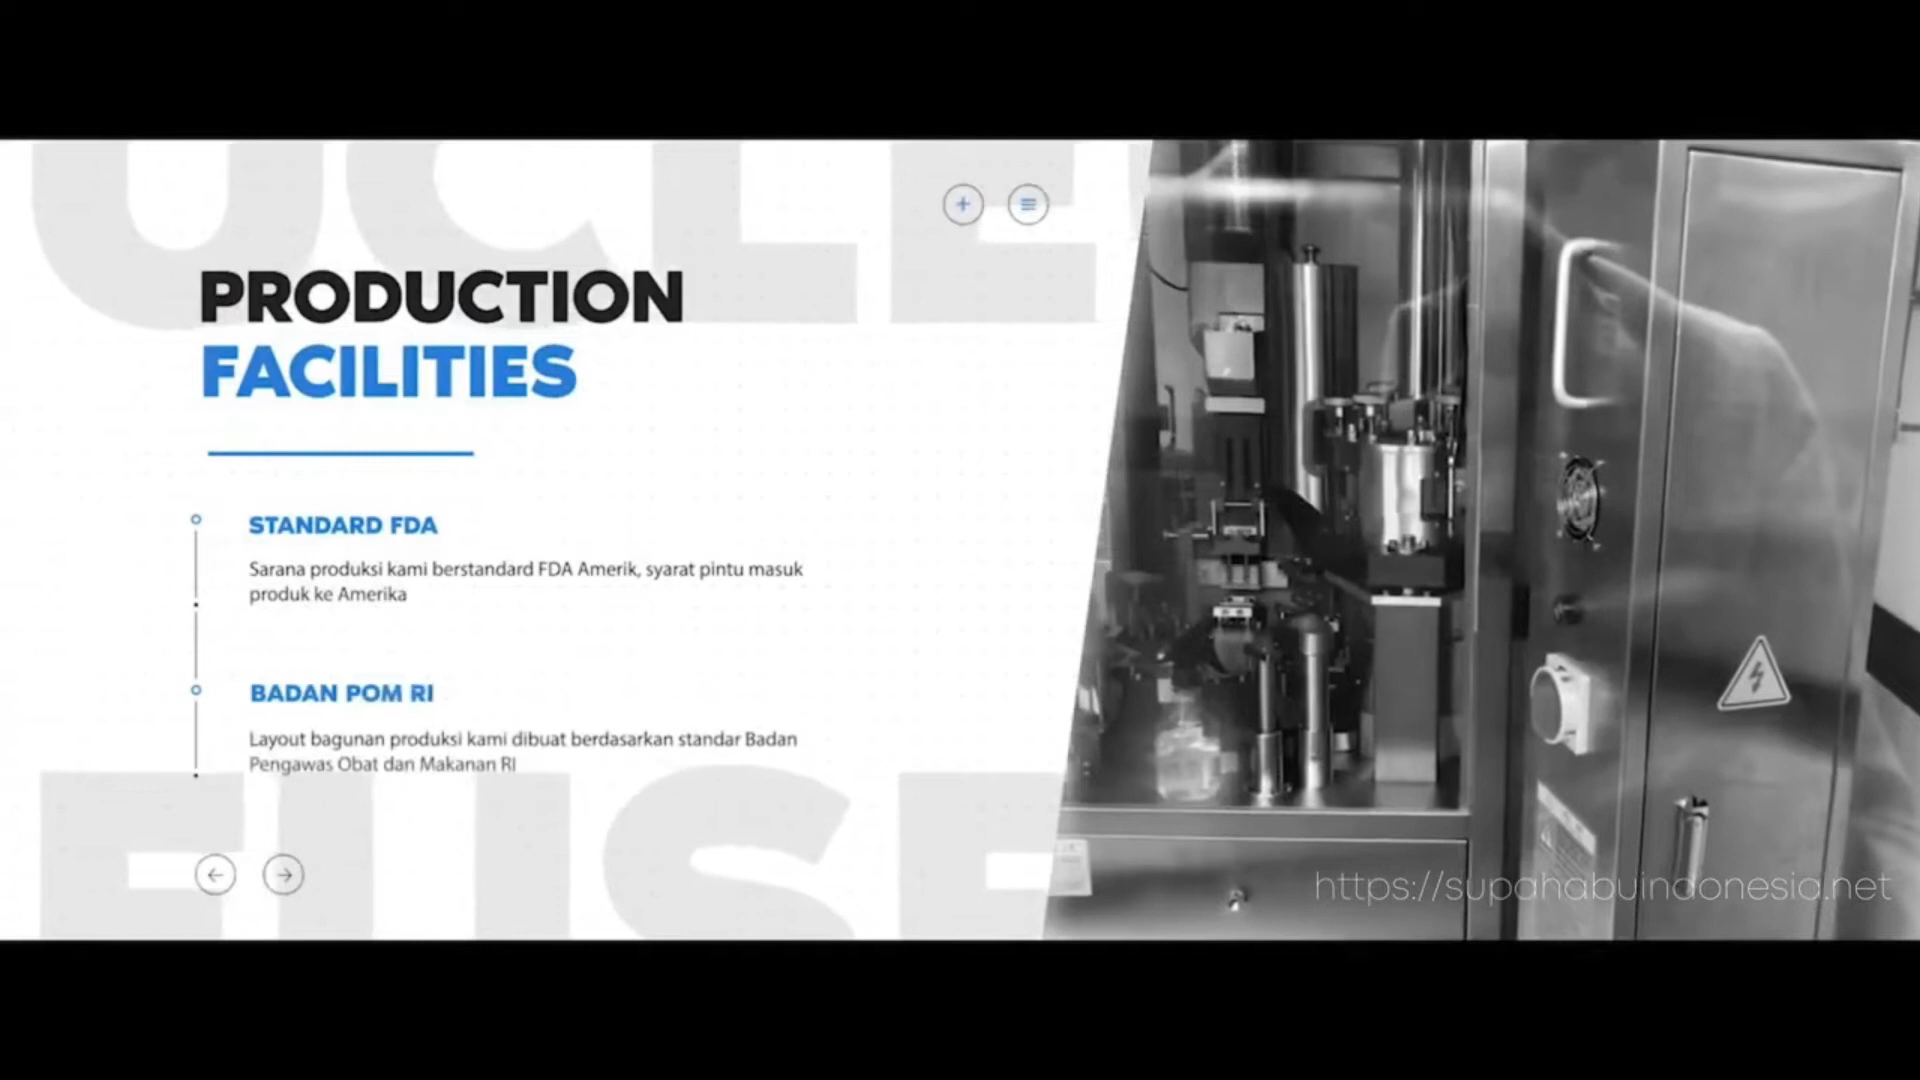 UCLE
PRODUCTION
FACILITIES
STANDARD FDA
Sarana produksi kami berstandard FDA Amerik, syarat pintu masuk
produk ke Amerika
BADAN POM RI
Layout bagunan produksi kami dibuat berdasarkan standar Badan
Pengawas Obat dan Makanan RI
https://supahabuindonesia.net